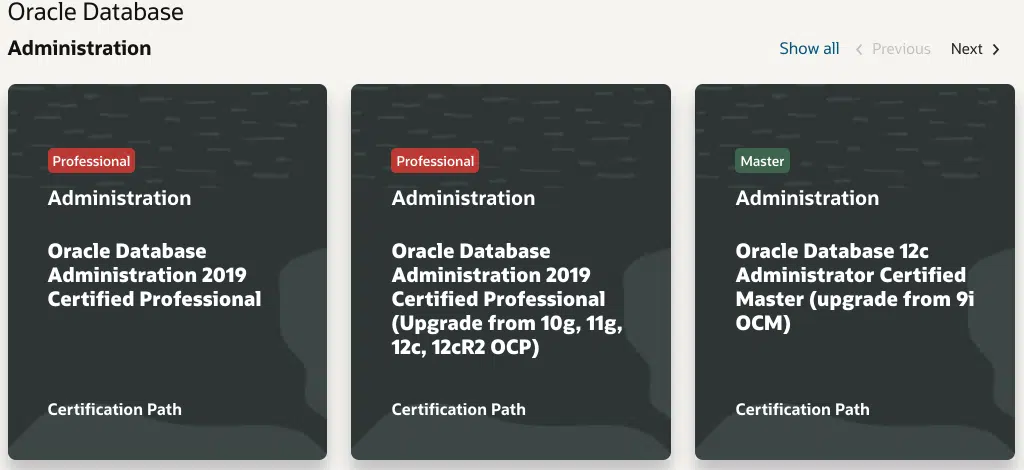 Oracle Database
Administration
Show all
Previous
Next
Professional
Administration
Oracle Database
Administration 2019
Certified Professional
Certification Path
Professional
Administration
Oracle Database
Administration 2019
Certified Professional
(Upgrade from 10g, 11g,
12c, 12cR2 OCP)
Certification Path
Master
Administration
Oracle Database 12c
Administrator Certified
Master (upgrade from 9i
OCM)
Certification Path